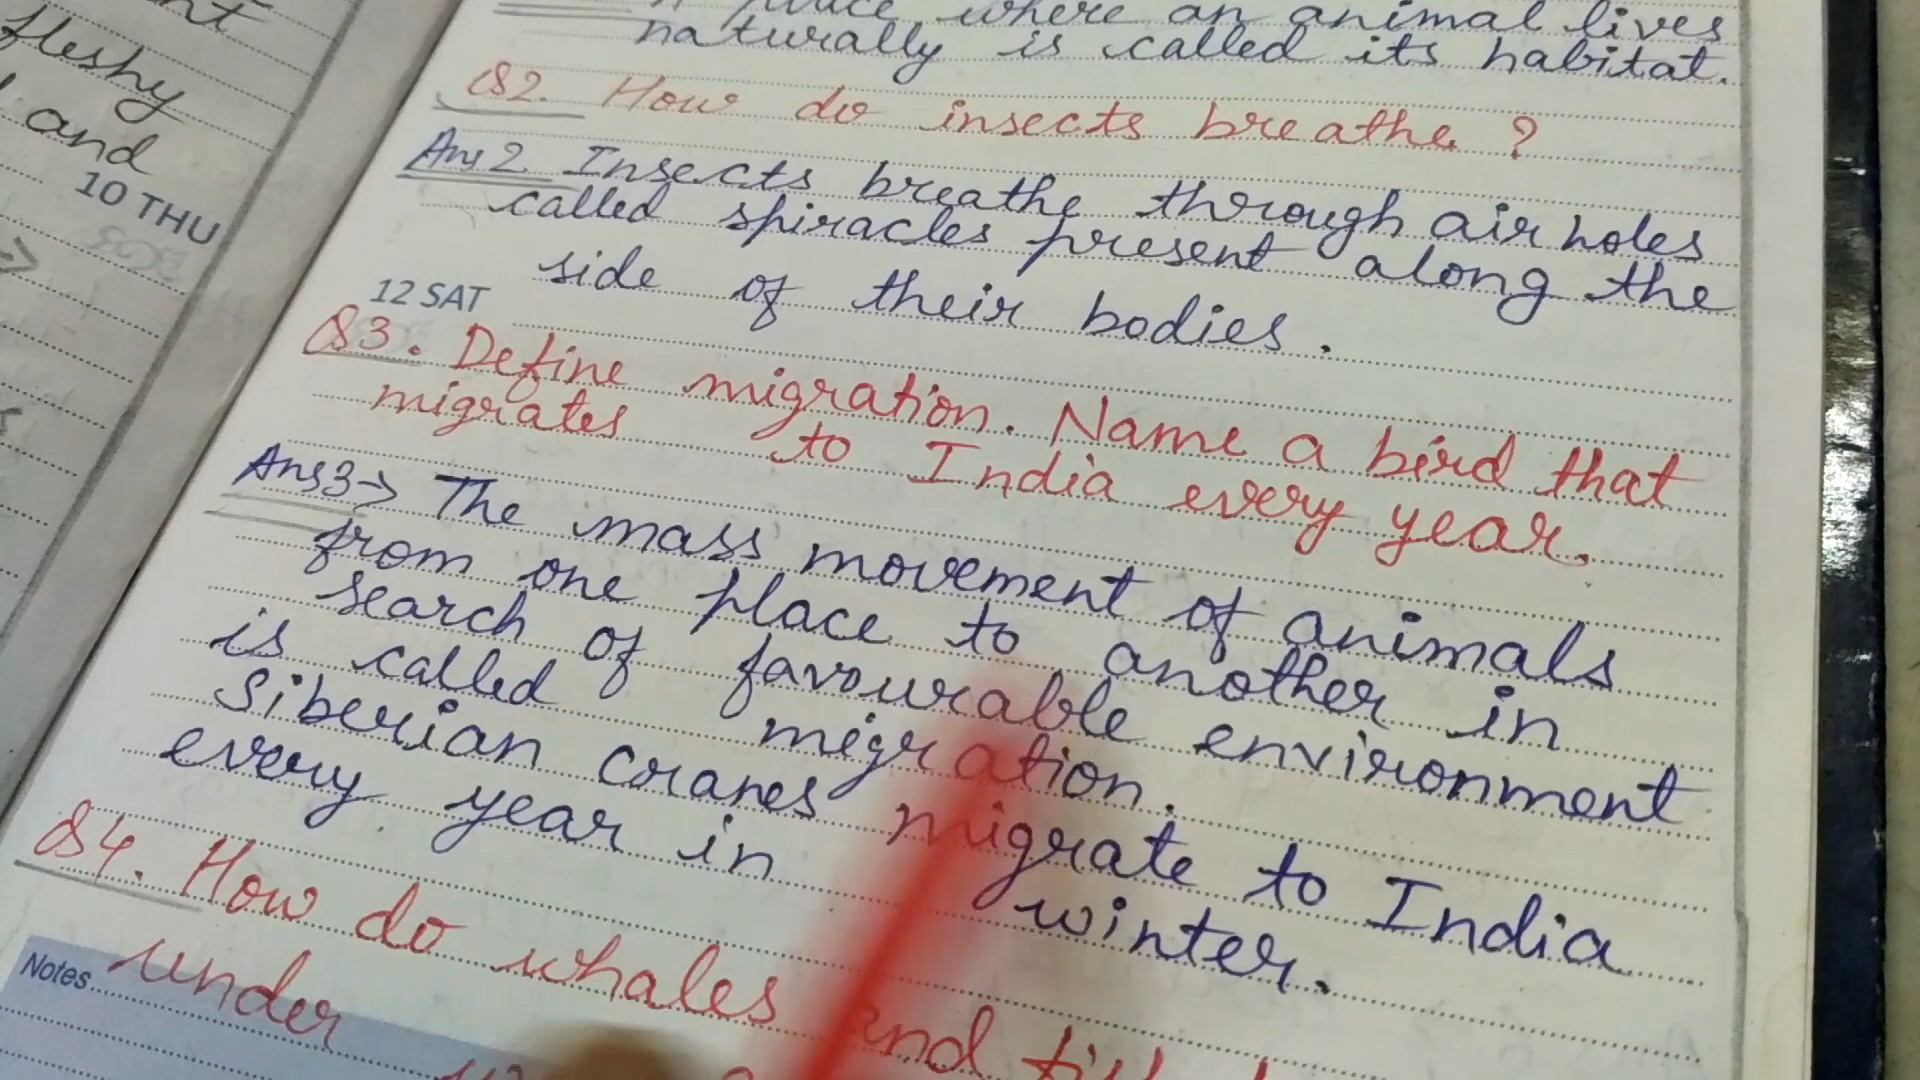 where an animal lives
naturally is called its habitat.
Q2. How do insects breathe ?
Ans2 Insects breathe through air holes
called spiracles present along the
side of their bodies.
12 SAT
Q3. Define migration. Name a bird that
migrates to India every year.
Ans3→ The mass movement of animals
from one place to another in
search of favourable environment
is called migration.
Siberian cranes migrate to India
every year in winter.
Q4. How do whales and
under
Notes
fleshy
and
10 THU